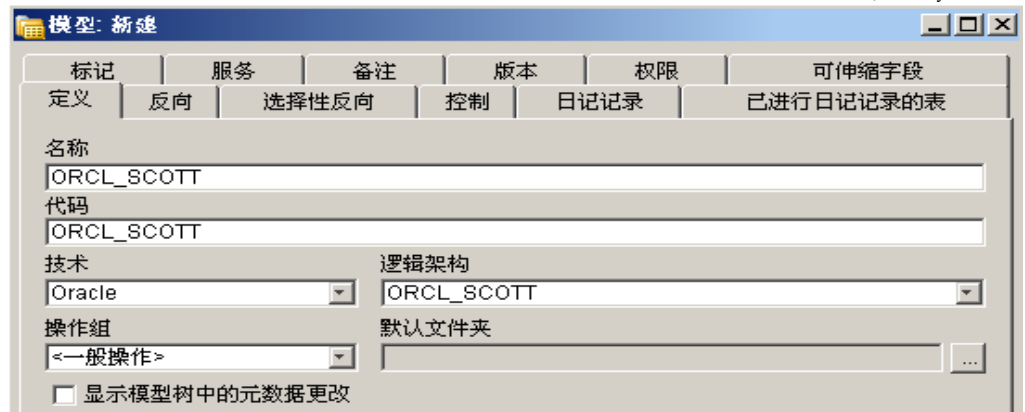 模型: 新建
标记 服务 备注 版本 权限 可伸缩字段
定义 反向 选择性反向 控制 日记记录 已进行日记记录的表
名称
ORCL_SCOTT
代码
ORCL_SCOTT
技术 逻辑架构
Oracle ORCL_SCOTT
操作组 默认文件夹
<一般操作>
...
显示模型树中的元数据更改